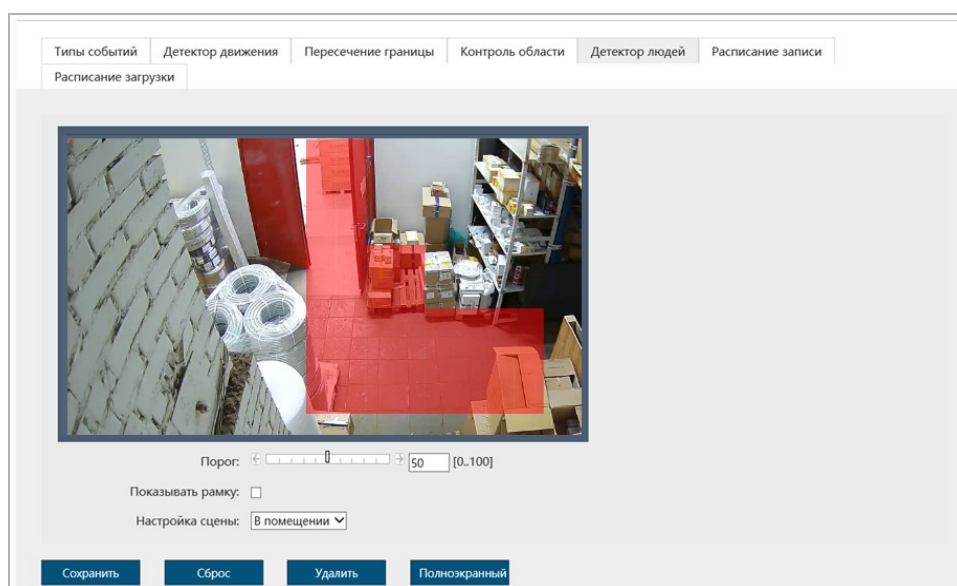 Типы событий Детектор движения Пересечение границы Контроль области Детектор людей Расписание записи
Расписание загрузки
Порог: 50 [0..100]
Показывать рамку:
Настройка сцены: В помещении
Сохранить Сброс Удалить Полноэкранный